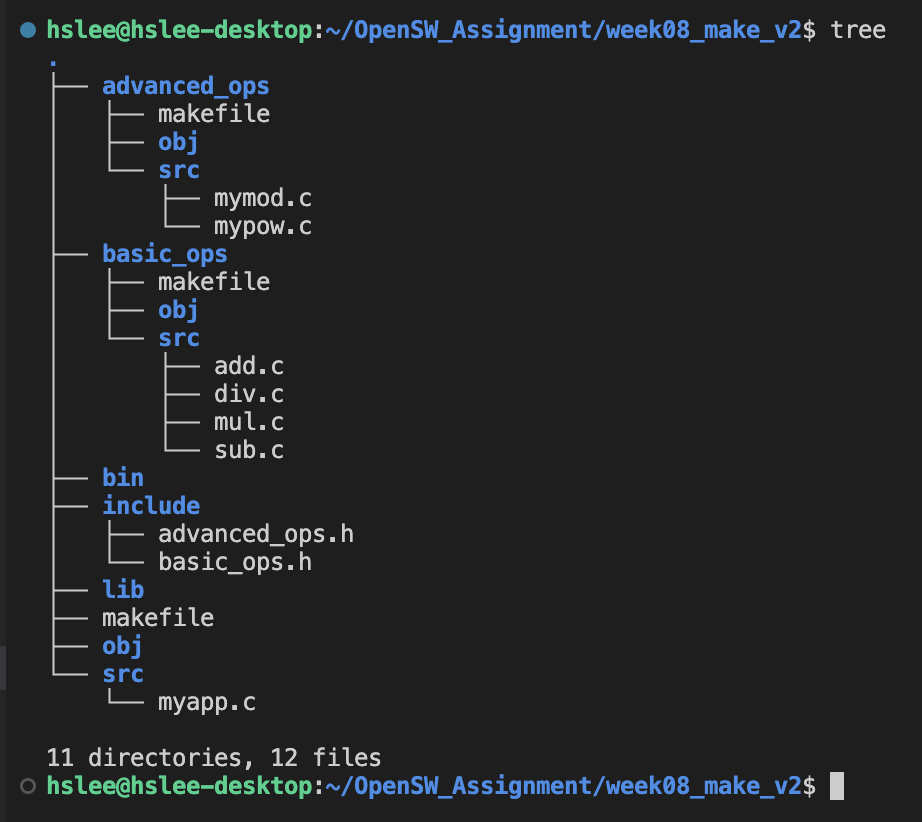 hslee@hslee-desktop:~/OpenSW_Assignment/week08_make_v2$ tree
.
├── advanced_ops
│   ├── makefile
│   ├── obj
│   └── src
│       ├── mymod.c
│       └── mypow.c
├── basic_ops
│   ├── makefile
│   ├── obj
│   └── src
│       ├── add.c
│       ├── div.c
│       ├── mul.c
│       └── sub.c
├── bin
├── include
│   ├── advanced_ops.h
│   └── basic_ops.h
├── lib
├── makefile
├── obj
└── src
    └── myapp.c

11 directories, 12 files
hslee@hslee-desktop:~/OpenSW_Assignment/week08_make_v2$